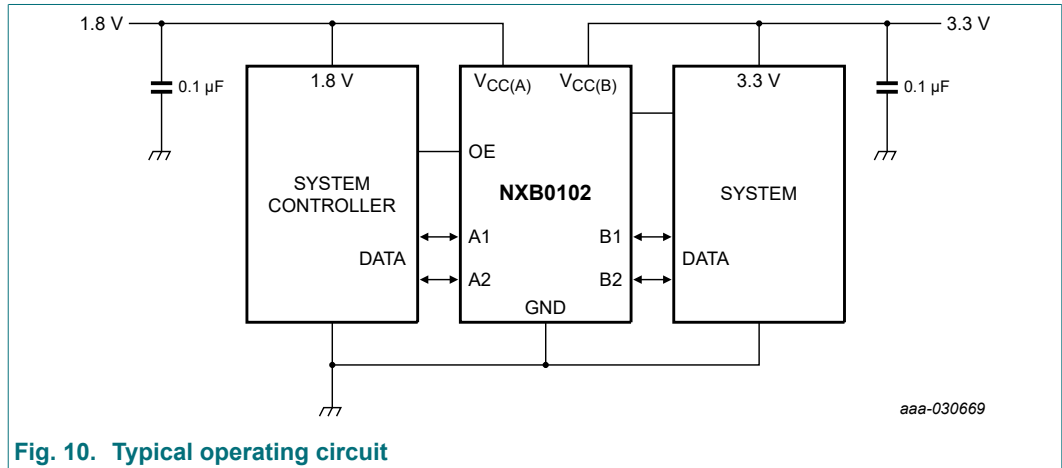 1.8 V
3.3 V
0.1 µF
1.8 V
V_CC(A)
V_CC(B)
3.3 V
0.1 µF
OE
NXB0102
SYSTEM
CONTROLLER
SYSTEM
A1
B1
DATA
DATA
A2
B2
GND
aaa-030669
Fig. 10. Typical operating circuit